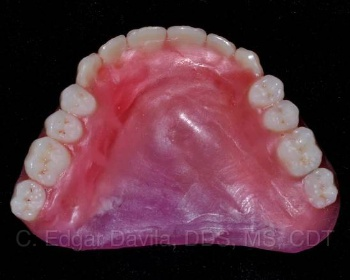 C. Edgar Davila, DDS, MS, CDT